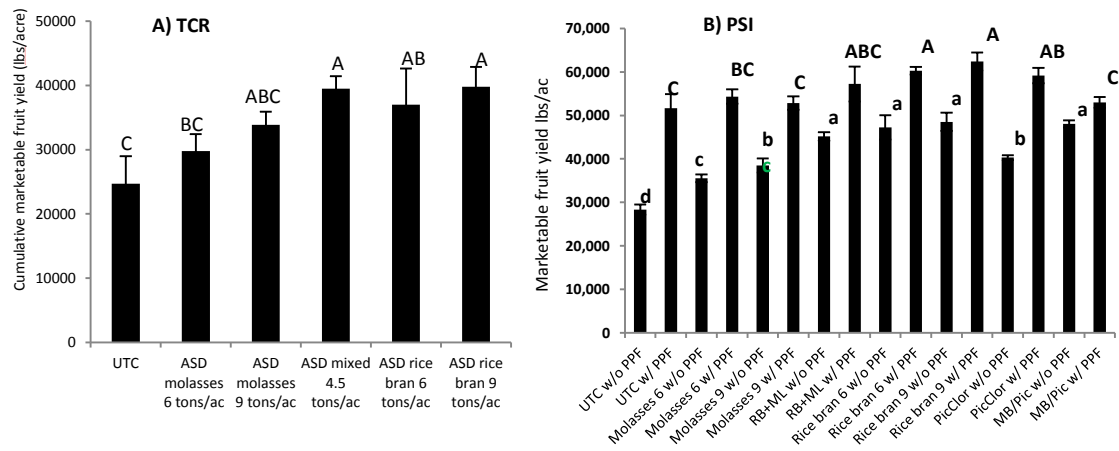 A) TCR
Cumulative marketable fruit yield (lbs/acre)
50000
40000
30000
20000
10000
0
C
BC
ABC
A
AB
A
UTC
ASD molasses 6 tons/ac
ASD molasses 9 tons/ac
ASD mixed 4.5 tons/ac
ASD rice bran 6 tons/ac
ASD rice bran 9 tons/ac
B) PSI
Marketable fruit yield lbs/ac
70,000
60,000
50,000
40,000
30,000
20,000
10,000
0
d
C
c
BC
b
c
C
a
ABC
a
A
a
A
b
AB
a
C
UTC w/o PPF
UTC w/ PPF
Molasses 6 w/o PPF
Molasses 6 w/ PPF
Molasses 9 w/o PPF
Molasses 9 w/ PPF
RB+ML w/o PPF
RB+ML w/ PPF
Rice bran 6 w/o PPF
Rice bran 6 w/ PPF
Rice bran 9 w/o PPF
Rice bran 9 w/ PPF
PicClor w/o PPF
PicClor w/ PPF
MB/Pic w/o PPF
MB/Pic w/ PPF